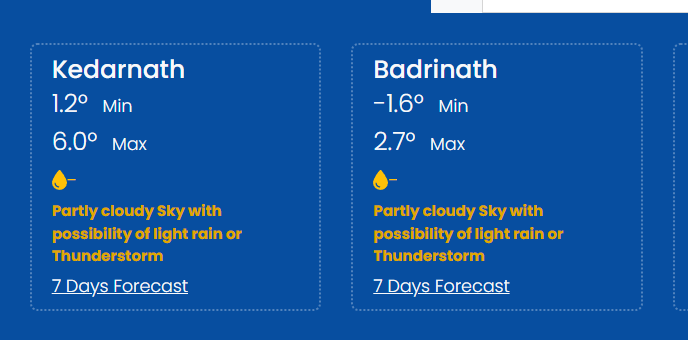 Kedarnath
1.2° Min
6.0° Max
–
Partly cloudy Sky with
possibility of light rain or
Thunderstorm
7 Days Forecast
Badrinath
-1.6° Min
2.7° Max
–
Partly cloudy Sky with
possibility of light rain or
Thunderstorm
7 Days Forecast